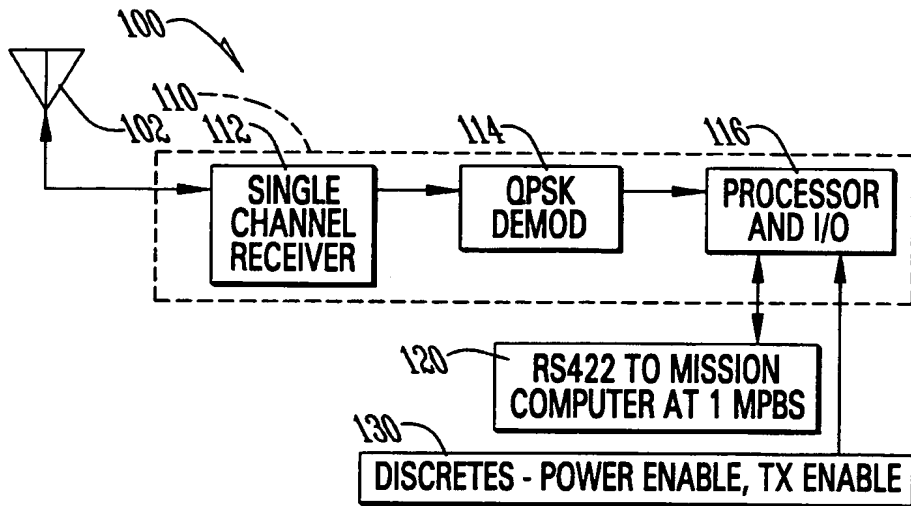 100
102
110
112
114
116
SINGLE
CHANNEL
RECEIVER
QPSK
DEMOD
PROCESSOR
AND I/O
120
RS422 TO MISSION
COMPUTER AT 1 MPBS
130
DISCRETES - POWER ENABLE, TX ENABLE